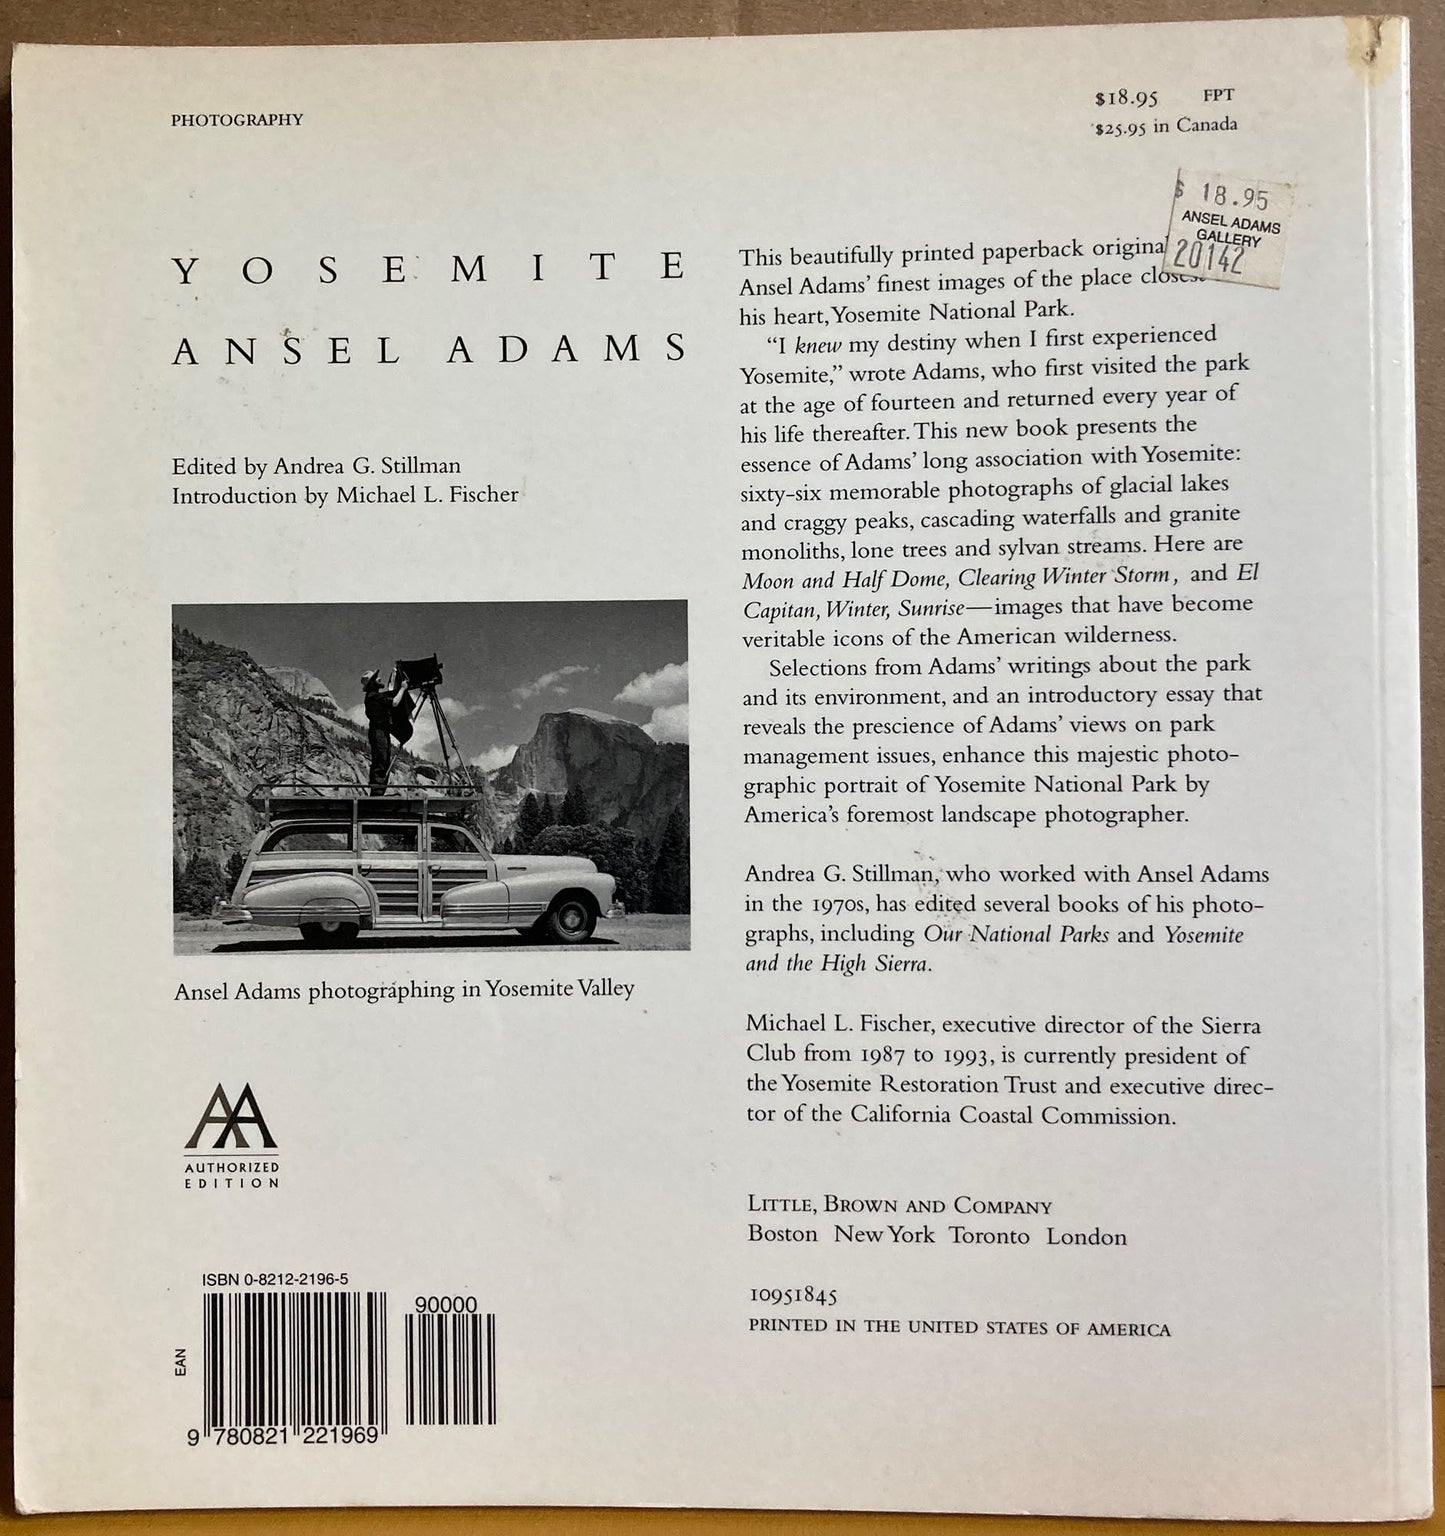 PHOTOGRAPHY
$18.95 FPT
$25.95 in Canada
$ 18.95
ANSEL ADAMS
GALLERY
20142
YOSEMITE
ANSEL ADAMS
Edited by Andrea G. Stillman
Introduction by Michael L. Fischer
Ansel Adams photographing in Yosemite Valley
AA
AUTHORIZED
EDITION
ISBN 0-8212-2196-5
90000
EAN
9 780821 221969
This beautifully printed paperback original
Ansel Adams' finest images of the place closest
his heart, Yosemite National Park.
“I knew my destiny when I first experienced
Yosemite,” wrote Adams, who first visited the park
at the age of fourteen and returned every year of
his life thereafter. This new book presents the
essence of Adams' long association with Yosemite:
sixty-six memorable photographs of glacial lakes
and craggy peaks, cascading waterfalls and granite
monoliths, lone trees and sylvan streams. Here are
Moon and Half Dome, Clearing Winter Storm, and El
Capitan, Winter, Sunrise—images that have become
veritable icons of the American wilderness.
Selections from Adams' writings about the park
and its environment, and an introductory essay that
reveals the prescience of Adams' views on park
management issues, enhance this majestic photo-
graphic portrait of Yosemite National Park by
America's foremost landscape photographer.
Andrea G. Stillman, who worked with Ansel Adams
in the 1970s, has edited several books of his photo-
graphs, including Our National Parks and Yosemite
and the High Sierra.
Michael L. Fischer, executive director of the Sierra
Club from 1987 to 1993, is currently president of
the Yosemite Restoration Trust and executive direc-
tor of the California Coastal Commission.
LITTLE, BROWN AND COMPANY
Boston New York Toronto London
10951845
PRINTED IN THE UNITED STATES OF AMERICA